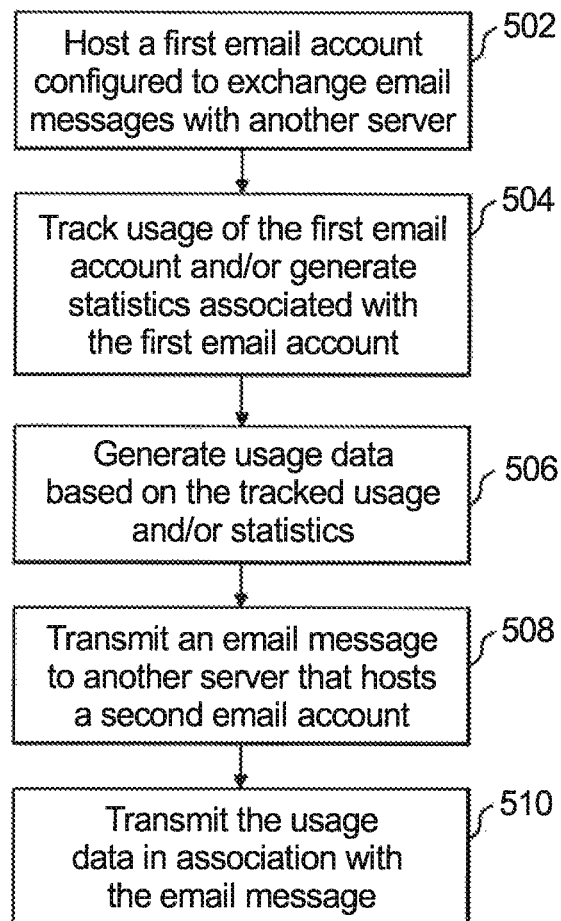 Host a first email account
configured to exchange email
messages with another server
502
Track usage of the first email
account and/or generate
statistics associated with
the first email account
504
Generate usage data
based on the tracked usage
and/or statistics
506
Transmit an email message
to another server that hosts
a second email account
508
Transmit the usage
data in association with
the email message
510